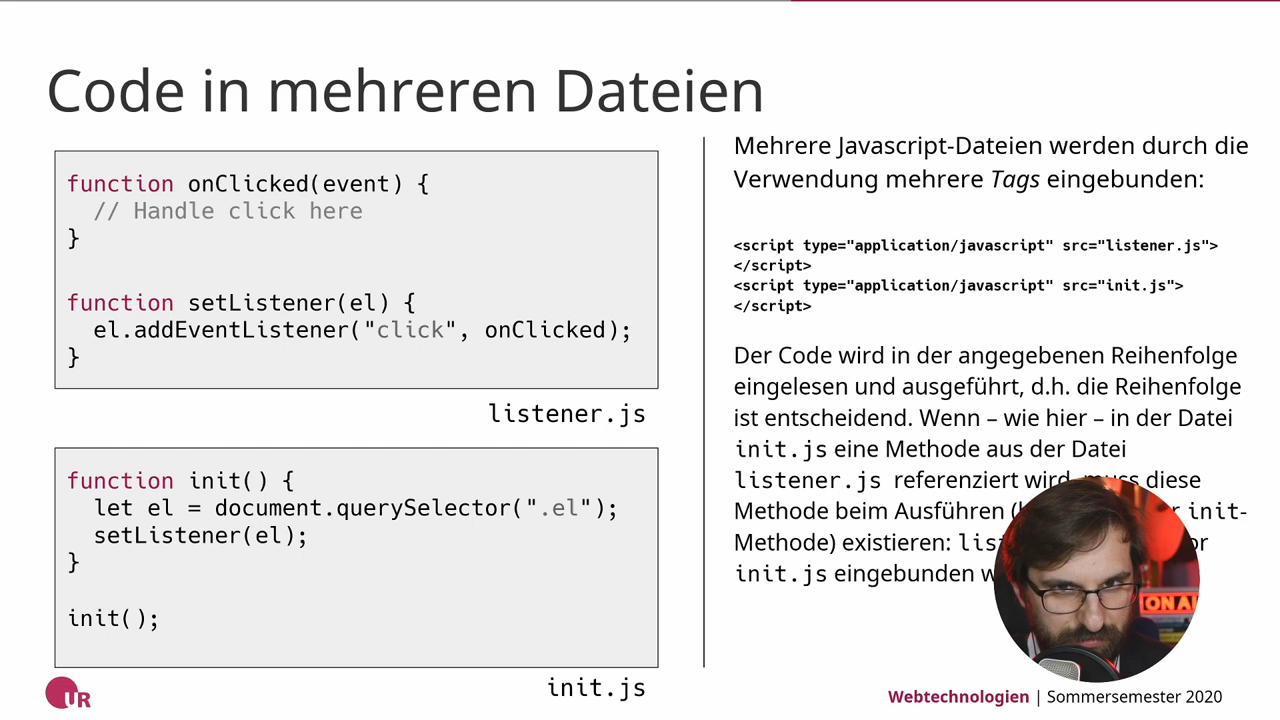 Code in mehreren Dateien
function onClicked(event) {
// Handle click here
}
function setListener(el) {
el.addEventListener("click", onClicked);
}
listener.js
function init() {
let el = document.querySelector(".el");
setListener(el);
}
init();
init.js
Mehrere Javascript-Dateien werden durch die
Verwendung mehrere Tags eingebunden:
<script type="application/javascript" src="listener.js">
</script>
<script type="application/javascript" src="init.js">
</script>
Der Code wird in der angegebenen Reihenfolge
eingelesen und ausgeführt, d.h. die Reihenfolge
ist entscheidend. Wenn – wie hier – in der Datei
init.js eine Methode aus der Datei
listener.js referenziert wird, muss diese
Methode beim Ausführen init-
Methode) existieren:
init.js eingebunden
ON AI
UR
Webtechnologien | Sommersemester 2020